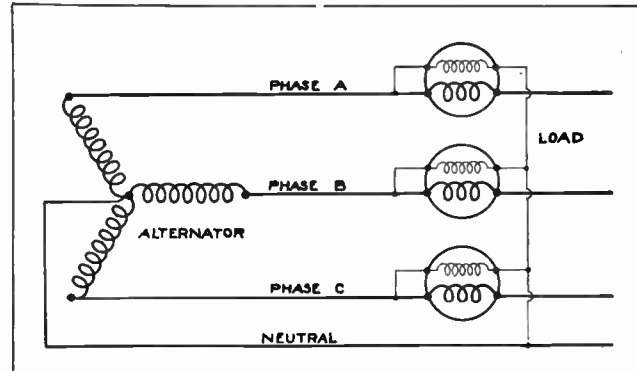 PHASE A
LOAD
PHASE B
ALTERNATOR
PHASE C
NEUTRAL